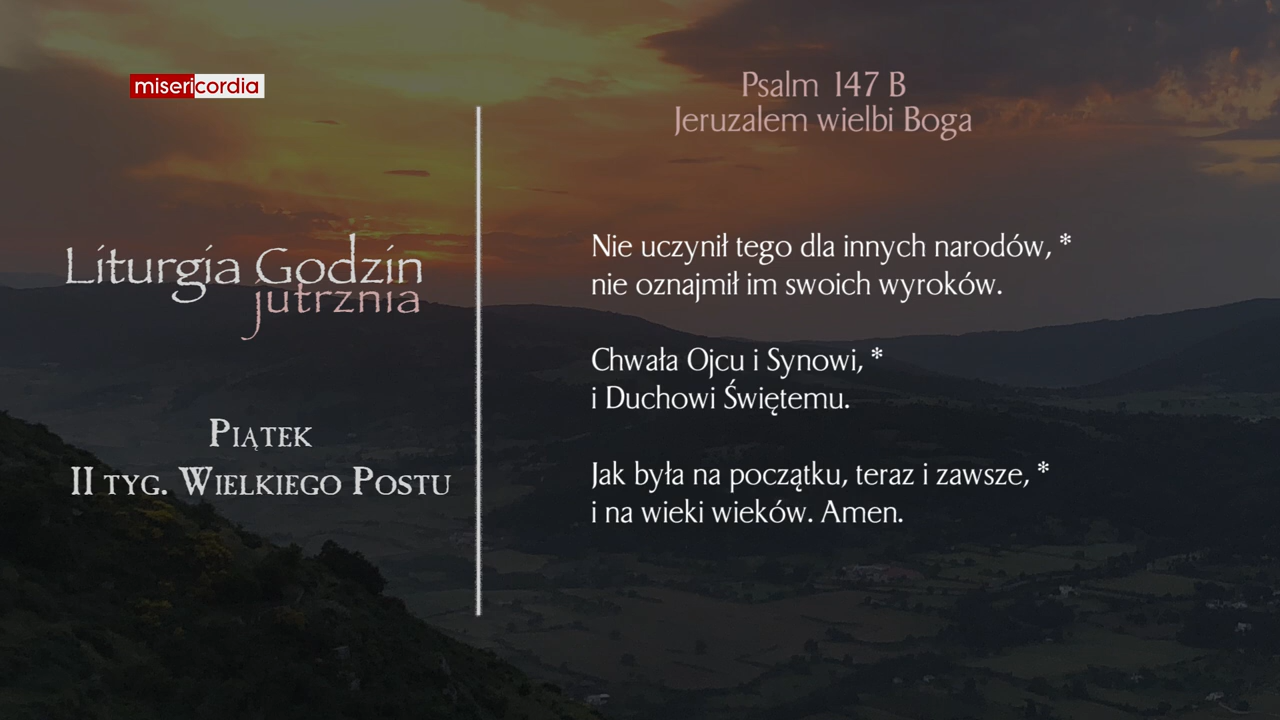 misericordia
Liturgia Godzin
jutrznia
Piątek
II tyg. Wielkiego Postu
Psalm 147 B
Jeruzalem wielbi Boga
Nie uczynił tego dla innych narodów, *
nie oznajmił im swoich wyroków.
Chwała Ojcu i Synowi, *
i Duchowi Świętemu.
Jak była na początku, teraz i zawsze, *
i na wieki wieków. Amen.